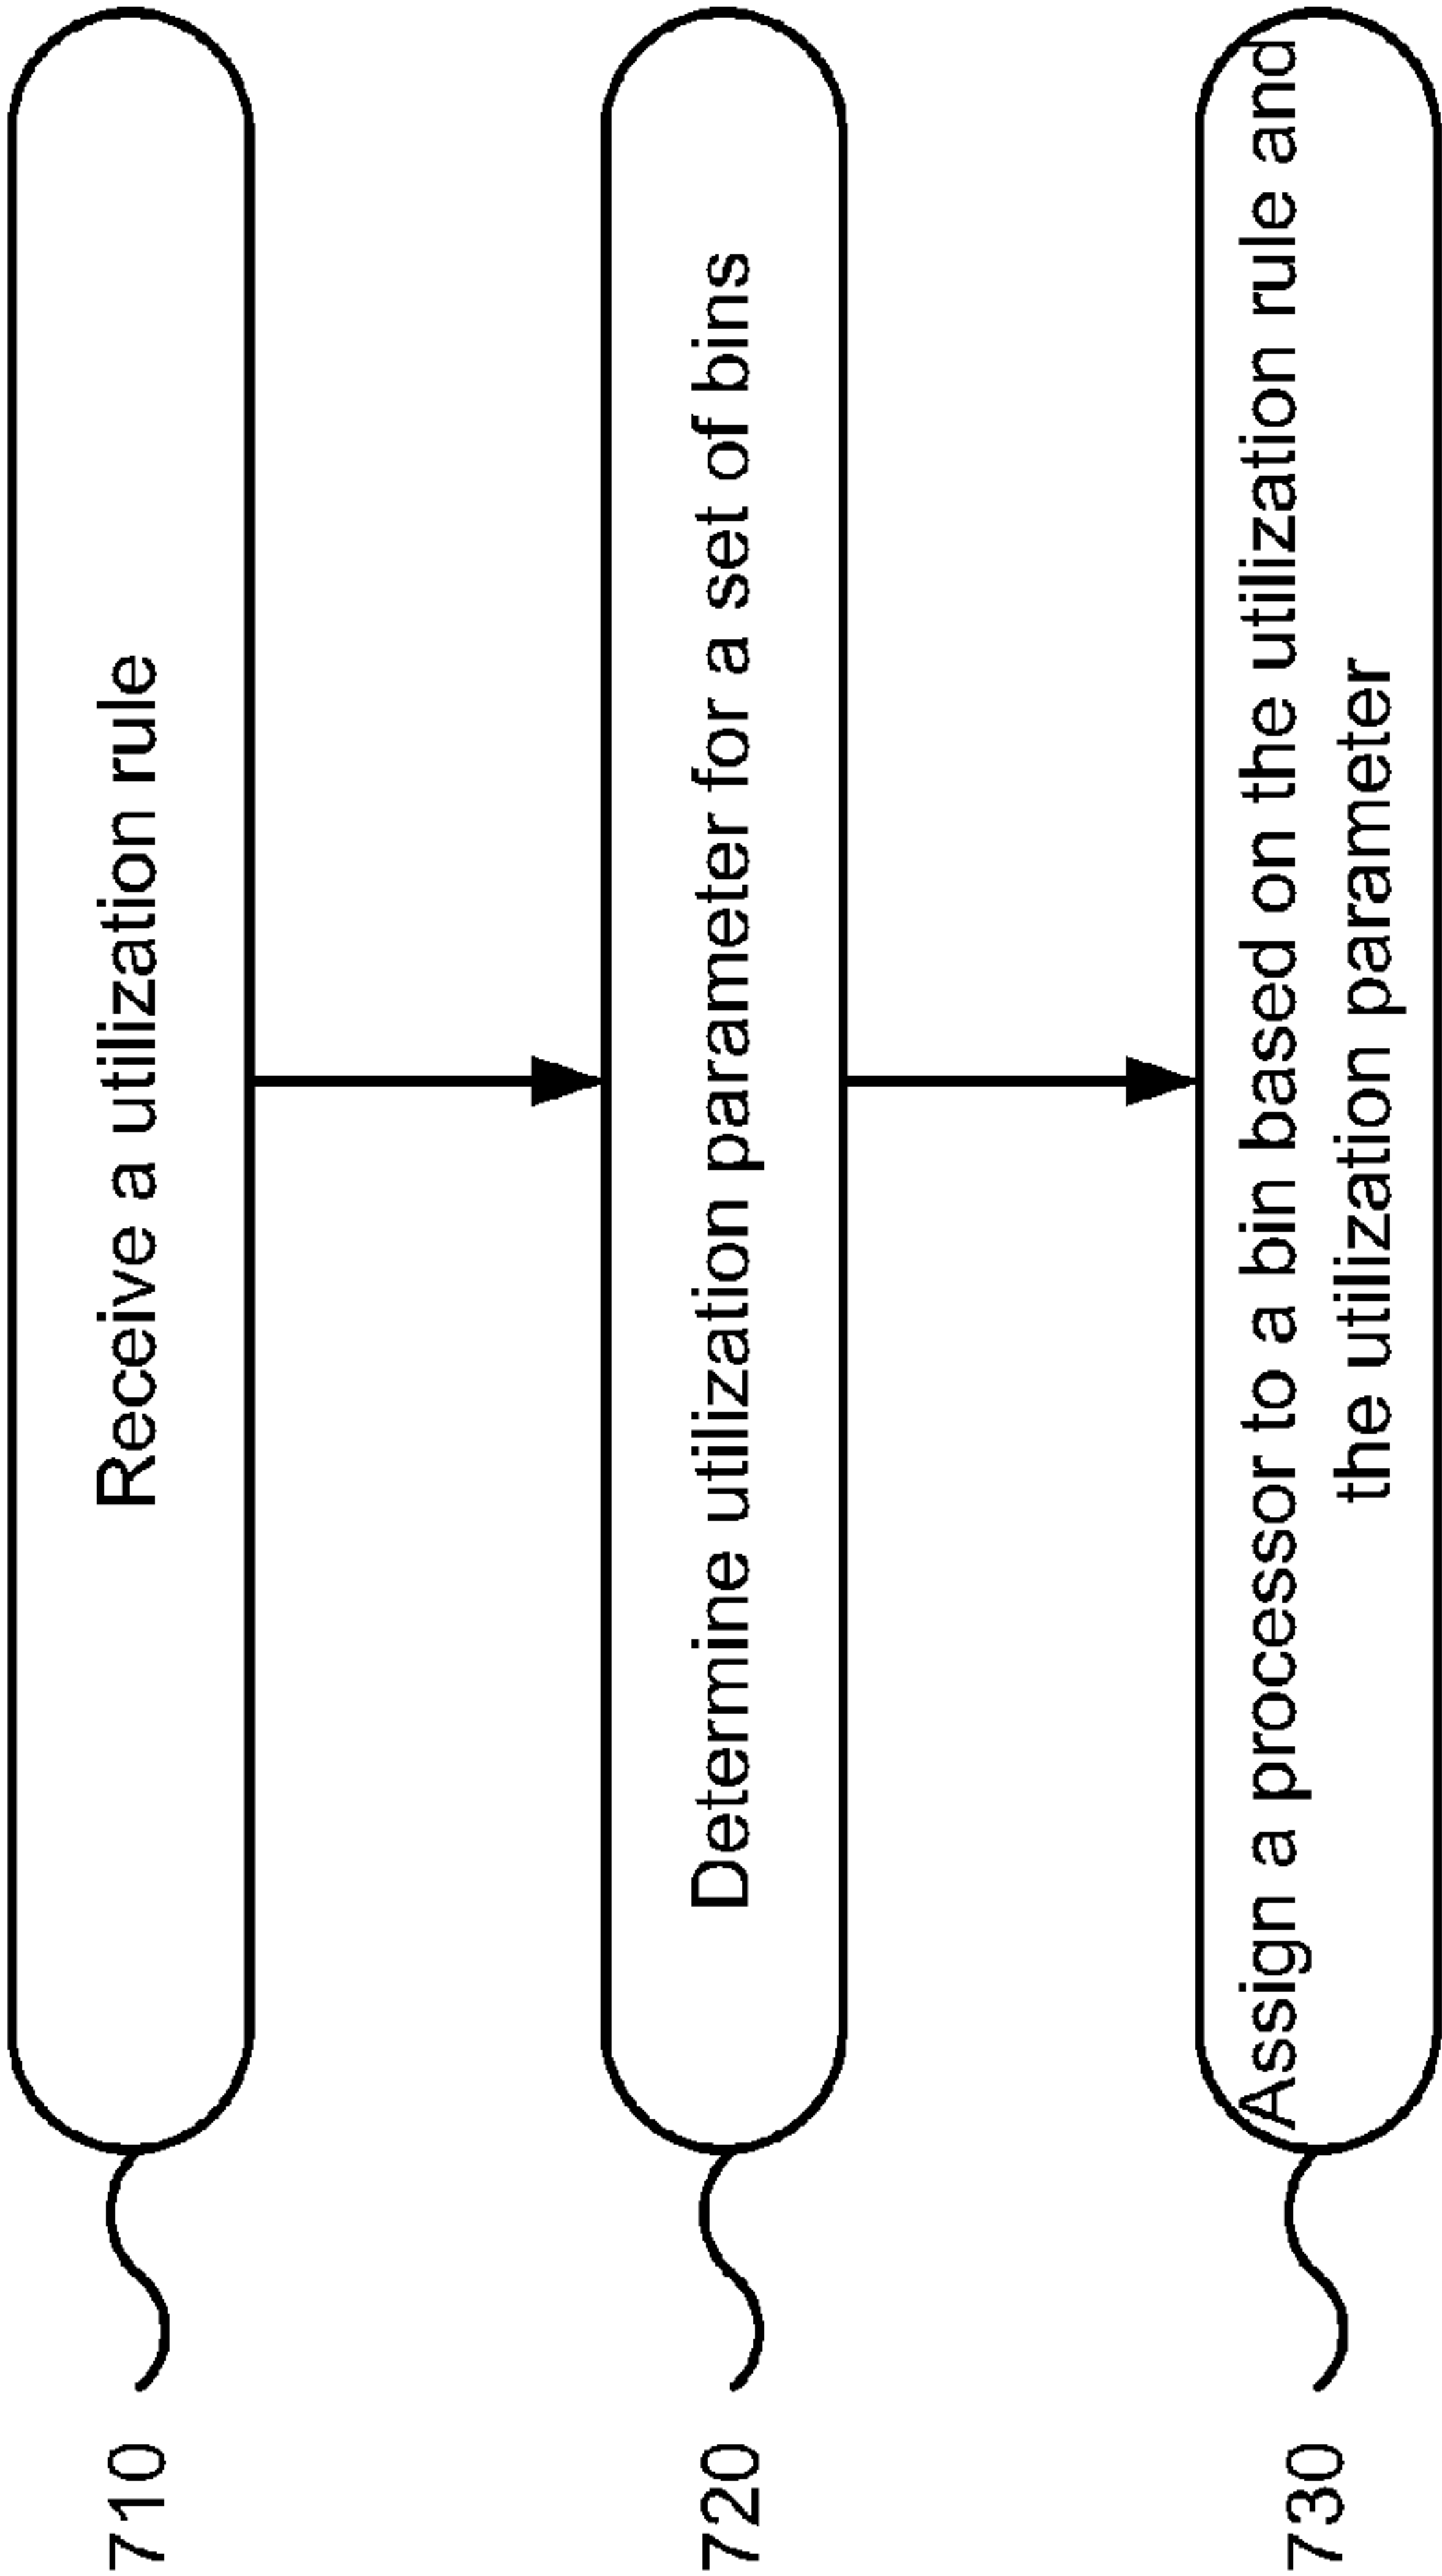 710
Receive a utilization rule
720
Determine utilization parameter for a set of bins
730
Assign a processor to a bin based on the utilization rule and
the utilization parameter